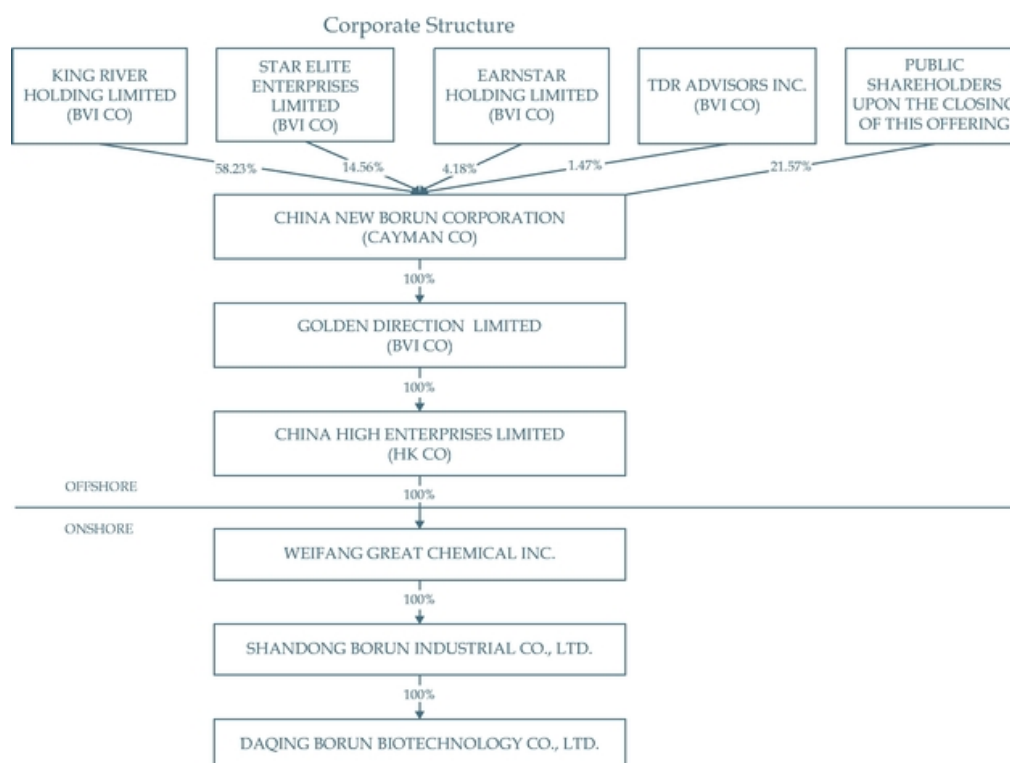 Corporate Structure
KING RIVER
HOLDING LIMITED
(BVI CO)
STAR ELITE
ENTERPRISES
LIMITED
(BVI CO)
EARNSTAR
HOLDING LIMITED
(BVI CO)
TDR ADVISORS INC.
(BVI CO)
PUBLIC
SHAREHOLDERS
UPON THE CLOSING
OF THIS OFFERING
58.23%
14.56%
4.18%
1.47%
21.57%
CHINA NEW BORUN CORPORATION
(CAYMAN CO)
100%
GOLDEN DIRECTION LIMITED
(BVI CO)
100%
CHINA HIGH ENTERPRISES LIMITED
(HK CO)
OFFSHORE
100%
ONSHORE
WEIFANG GREAT CHEMICAL INC.
100%
SHANDONG BORUN INDUSTRIAL CO., LTD.
100%
DAQING BORUN BIOTECHNOLOGY CO., LTD.